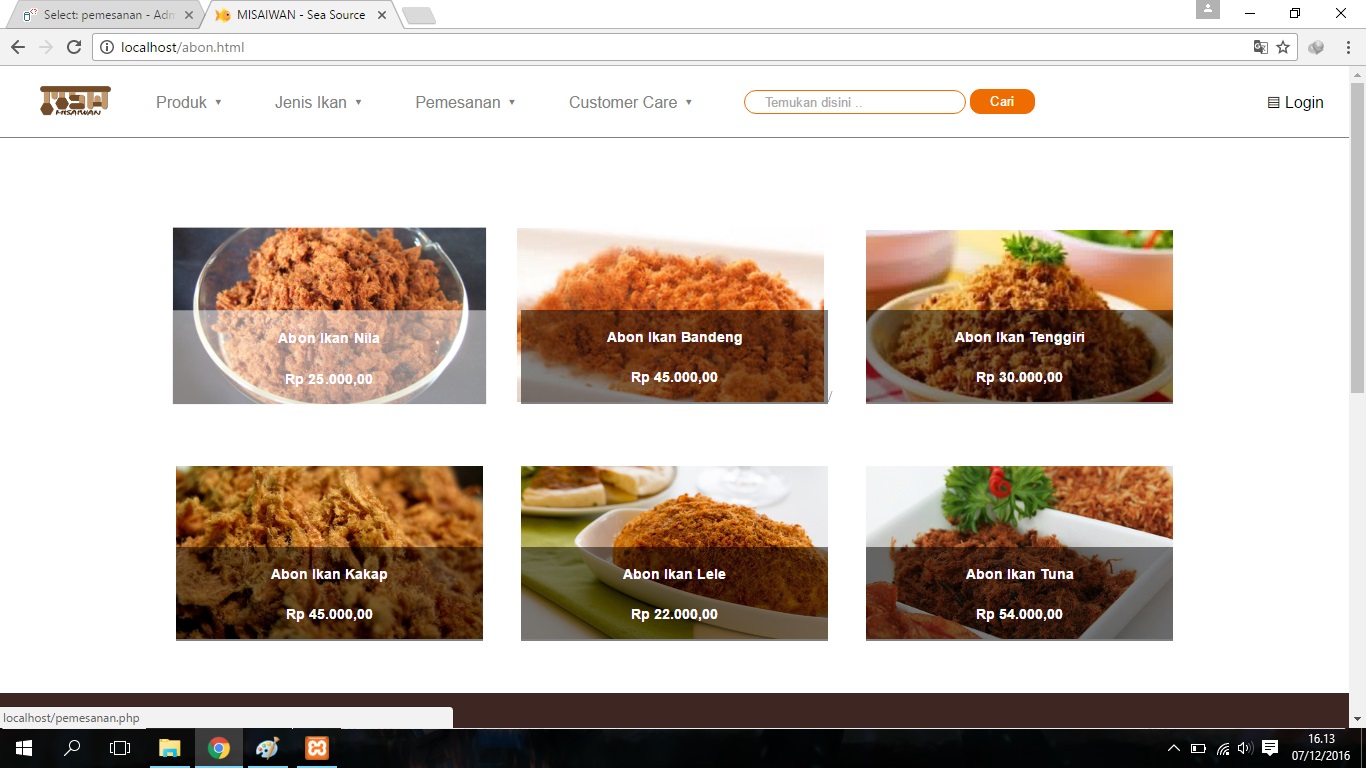 Select: pemesanan - Adm
MISAIWAN - Sea Source
localhost/abon.html
MISAIWAN
Produk ▼
Jenis Ikan ▼
Pemesanan ▼
Customer Care ▼
Temukan disini ..
Cari
Login
Abon Ikan Nila
Rp 25.000,00
Abon Ikan Bandeng
Rp 45.000,00
/
Abon Ikan Tenggiri
Rp 30.000,00
Abon Ikan Kakap
Rp 45.000,00
Abon Ikan Lele
Rp 22.000,00
Abon Ikan Tuna
Rp 54.000,00
localhost/pemesanan.php
16.13
07/12/2016